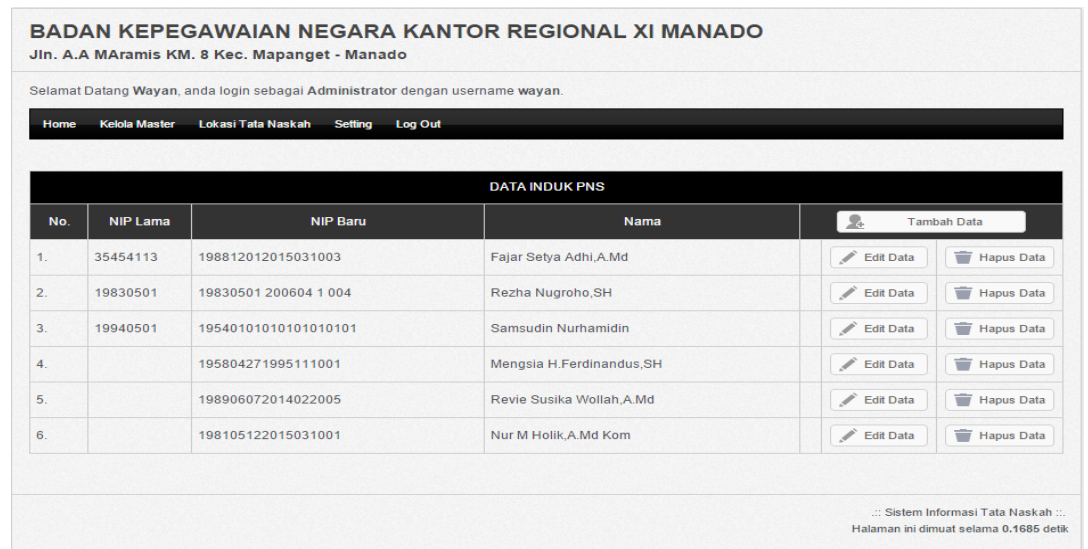 BADAN KEPEGAWAIAN NEGARA KANTOR REGIONAL XI MANADO
Jln. A.A MAramis KM. 8 Kec. Mapanget - Manado
Selamat Datang Wayan, anda login sebagai Administrator dengan username wayan.
Home Kelola Master Lokasi Tata Naskah Setting Log Out
DATA INDUK PNS
No. NIP Lama NIP Baru Nama Tambah Data
1. 35454113 198812012015031003 Fajar Setya Adhi,A.Md Edit Data Hapus Data
2. 19830501 19830501 200604 1 004 Rezha Nugroho,SH Edit Data Hapus Data
3. 19940501 19540101010101010101 Samsudin Nurhamidin Edit Data Hapus Data
4. 195804271995111001 Mengsia H.Ferdinandus,SH Edit Data Hapus Data
5. 198906072014022005 Revie Susika Wollah,A.Md Edit Data Hapus Data
6. 198105122015031001 Nur M Holik,A.Md Kom Edit Data Hapus Data
.:: Sistem Informasi Tata Naskah ::.
Halaman ini dimuat selama 0.1685 detik